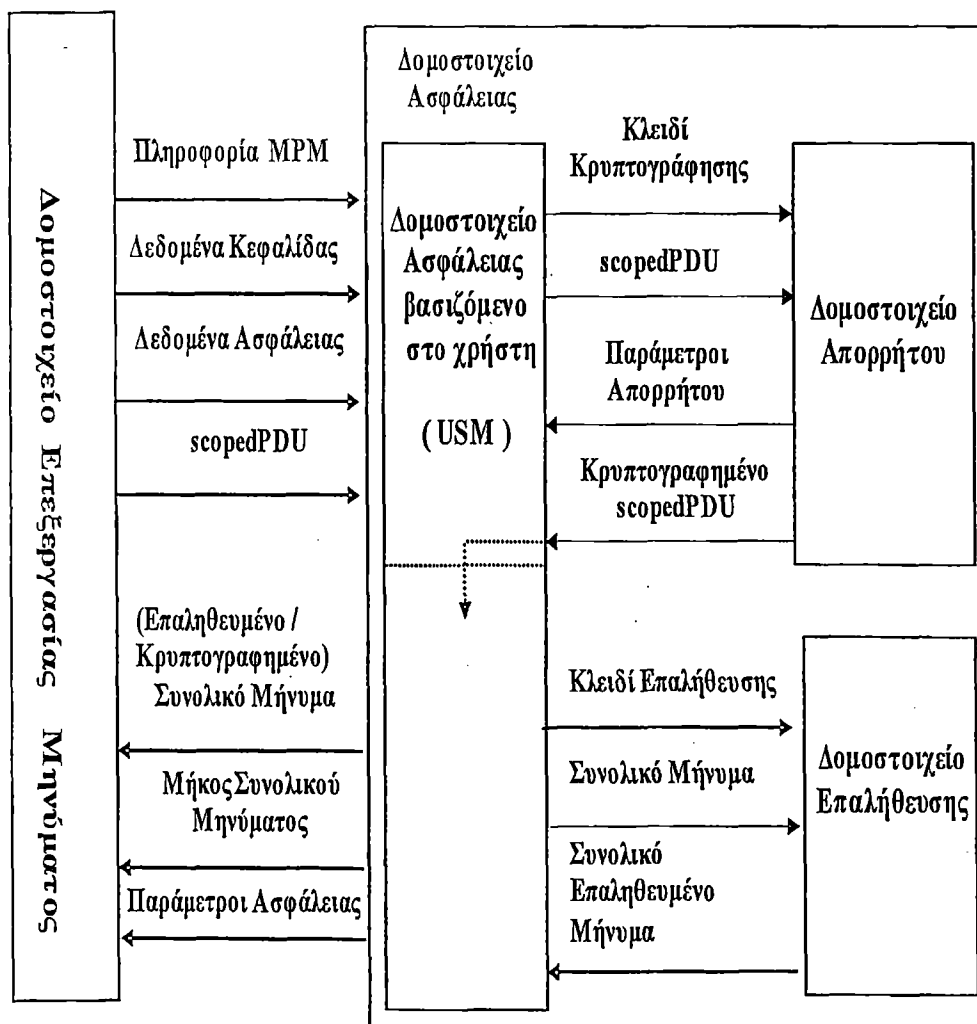 Δομοστοιχείο Επεξεργασίας Μηνύματος
Πληροφορία MPM
Δεδομένα Κεφαλίδας
Δεδομένα Ασφάλειας
scopedPDU
(Επαληθευμένο /
Κρυπτογραφημένο)
Συνολικό Μήνυμα
Μήκος Συνολικού
Μηνύματος
Παράμετροι Ασφάλειας
Δομοστοιχείο
Ασφάλειας
Δομοστοιχείο
Ασφάλειας
βασιζόμενο
στο χρήστη
( USM )
Κλειδί
Κρυπτογράφησης
scopedPDU
Παράμετροι
Απορρήτου
Κρυπτογραφημένο
scopedPDU
Δομοστοιχείο
Απορρήτου
Κλειδί Επαλήθευσης
Συνολικό Μήνυμα
Συνολικό
Επαληθευμένο
Μήνυμα
Δομοστοιχείο
Επαλήθευσης